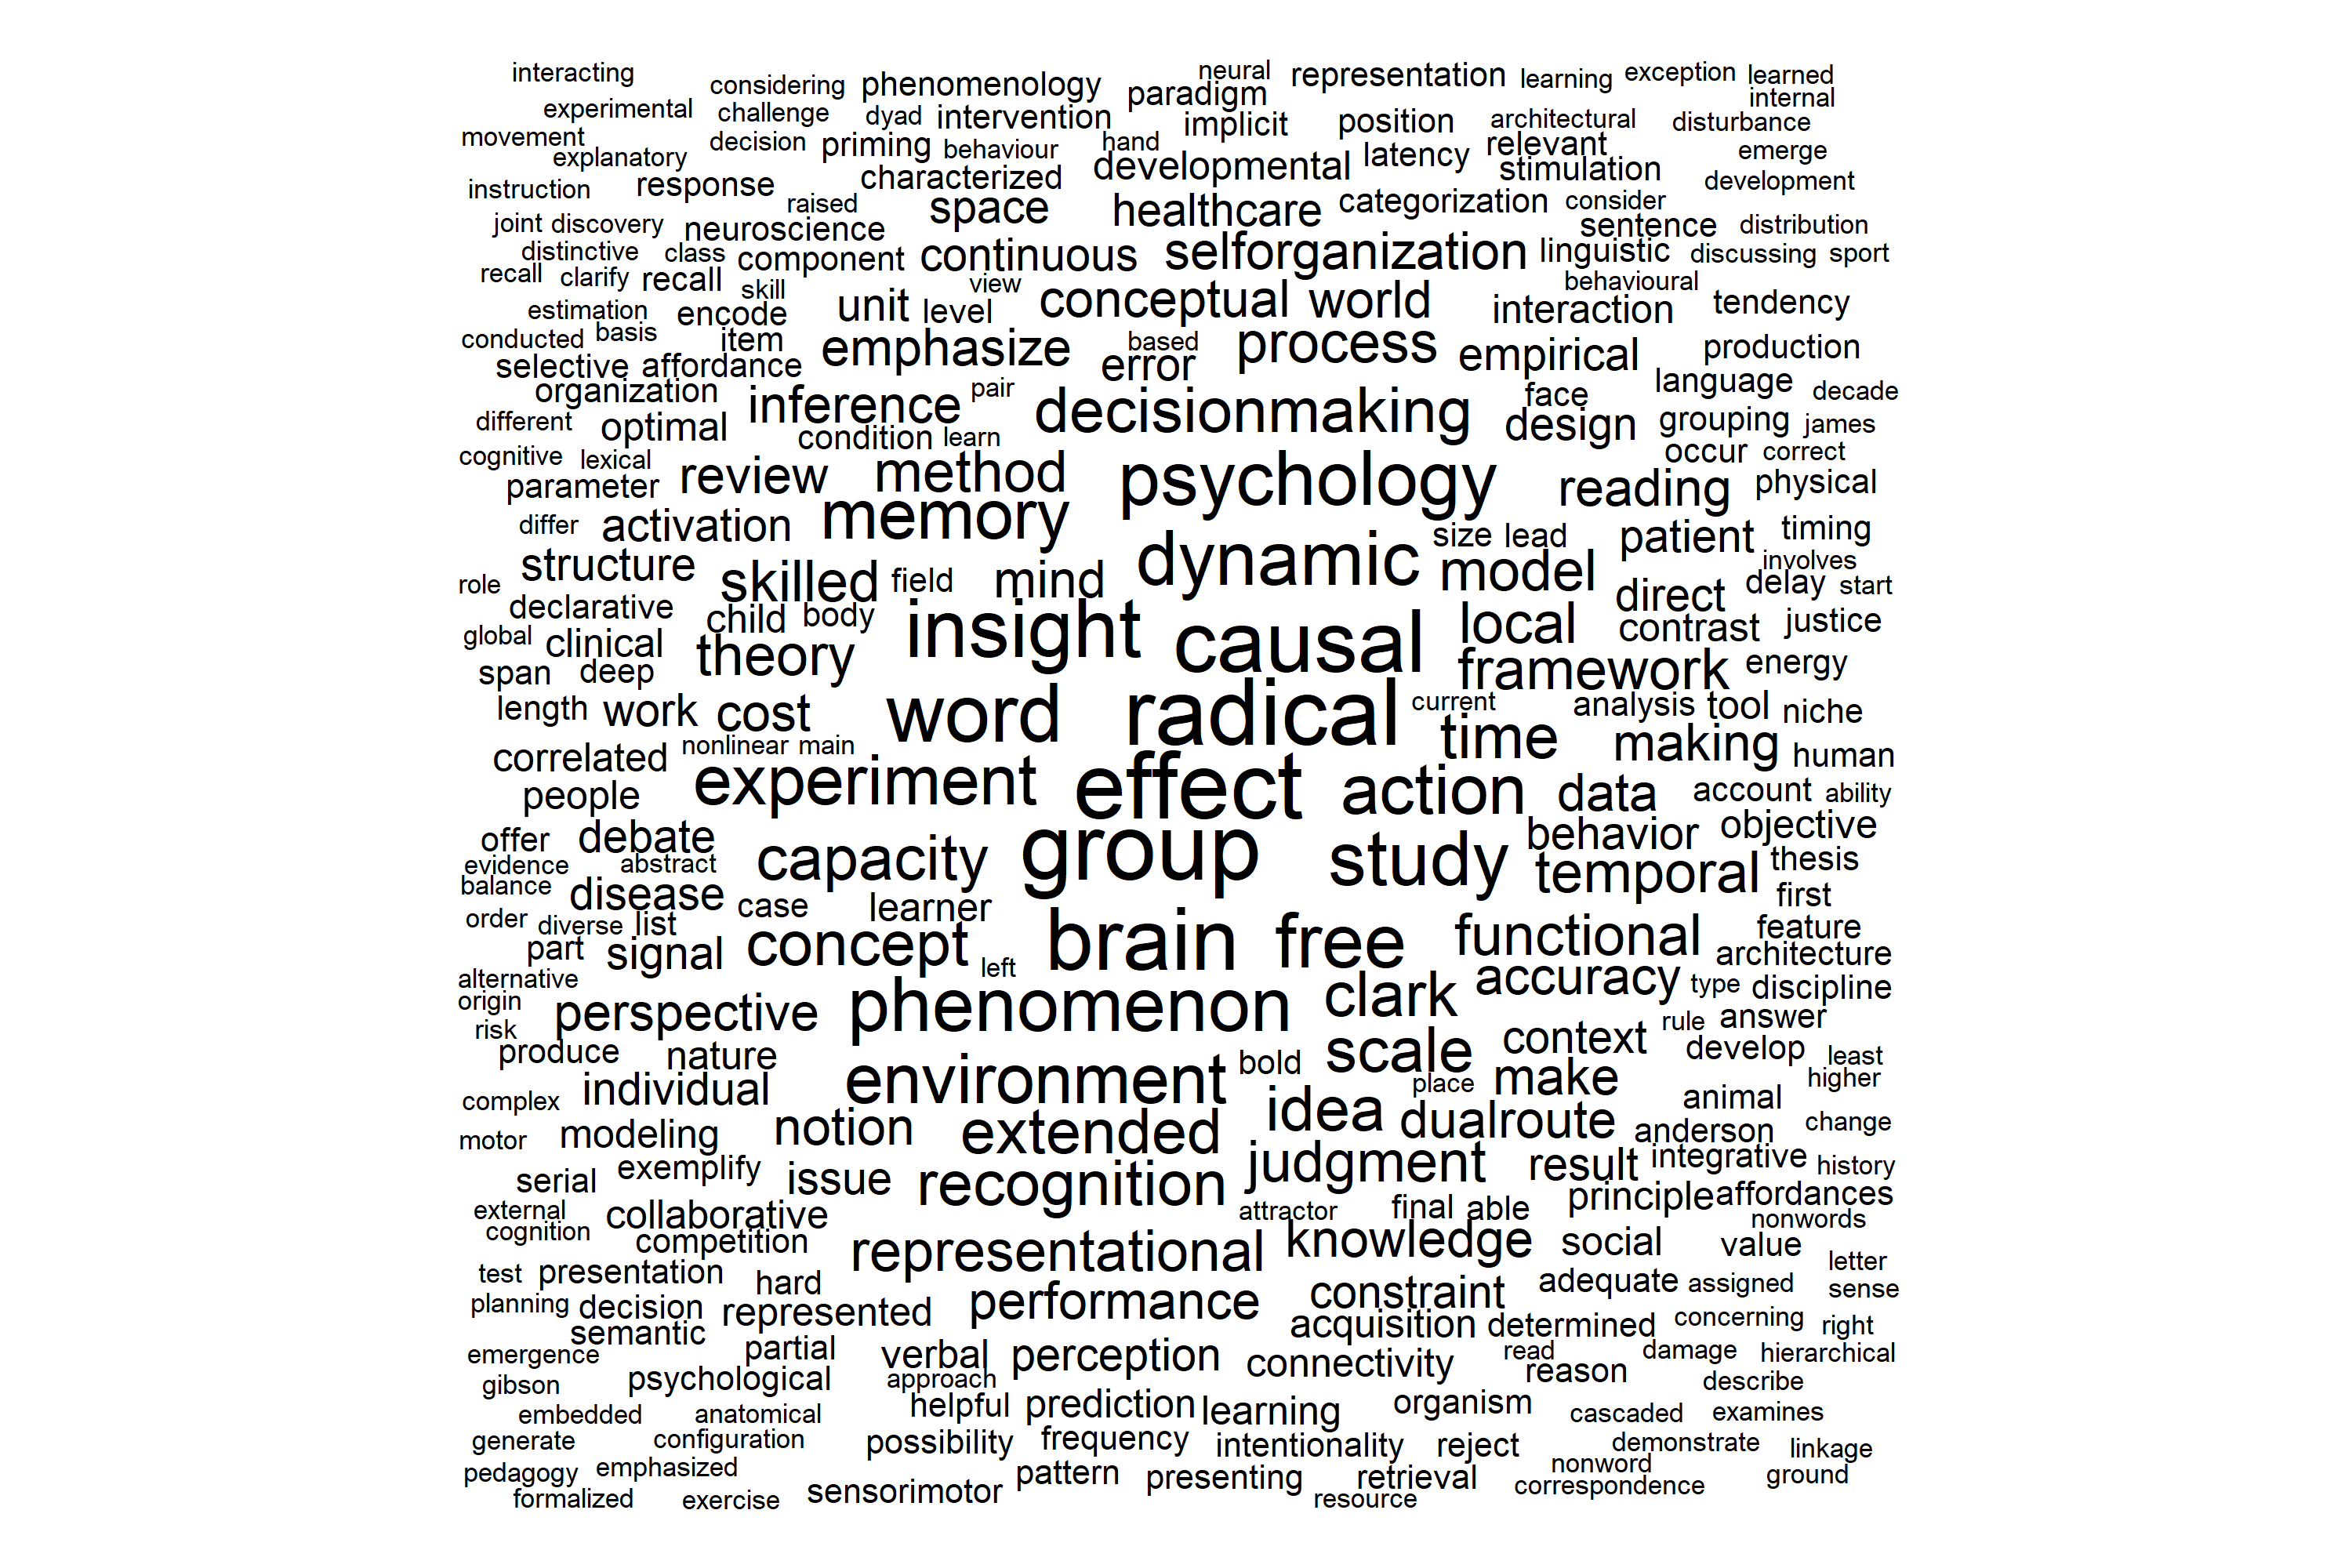 interacting considering phenomenology neural representation learning exception learned
experimental challenge dyad intervention paradigm internal
movement decision priming behaviour hand implicit position architectural disturbance
explanatory characterized developmental latency relevant emerge
instruction response raised space healthcare categorization stimulation consider development
joint discovery neuroscience sentence distribution
distinctive class component continuous selforganization linguistic discussing sport
recall clarify recall skill view behavioural
estimation encode unit level conceptual world interaction tendency
conducted basis item emphasize based error process empirical production
selective affordance
organization inference pair decisionmaking face language decade
different optimal condition learn design grouping james
cognitive lexical review method psychology occur correct
parameter memory reading physical
differ activation dynamic size lead patient timing
structure skilled field mind model involves
role declarative child body insight direct delay start
global clinical theory causal local contrast justice
span deep framework energy
length work cost word radical current analysis tool niche
correlated nonlinear main time making human
people experiment effect action data account ability
offer debate capacity group study behavior objective
evidence abstract temporal thesis
balance disease case learner first
order diverse list
part signal concept left brain free functional feature
alternative accuracy architecture
origin perspective phenomenon clark type discipline
risk context rule answer
produce nature environment bold scale develop least
complex individual place make higher
motor modeling notion extended idea dualroute animal anderson change
serial exemplify issue recognition judgment result integrative history
external collaborative attractor final able principle affordances
cognition competition representational knowledge social nonwords value
test presentation hard adequate assigned letter
planning decision represented performance constraint sense
semantic acquisition determined concerning right
emergence partial verbal perception connectivity read damage hierarchical
gibson psychological approach reason describe
embedded anatomical helpful prediction learning organism cascaded examines
generate configuration possibility frequency intentionality reject demonstrate linkage
pedagogy emphasized pattern presenting retrieval nonword ground
formalized exercise sensorimotor resource correspondence